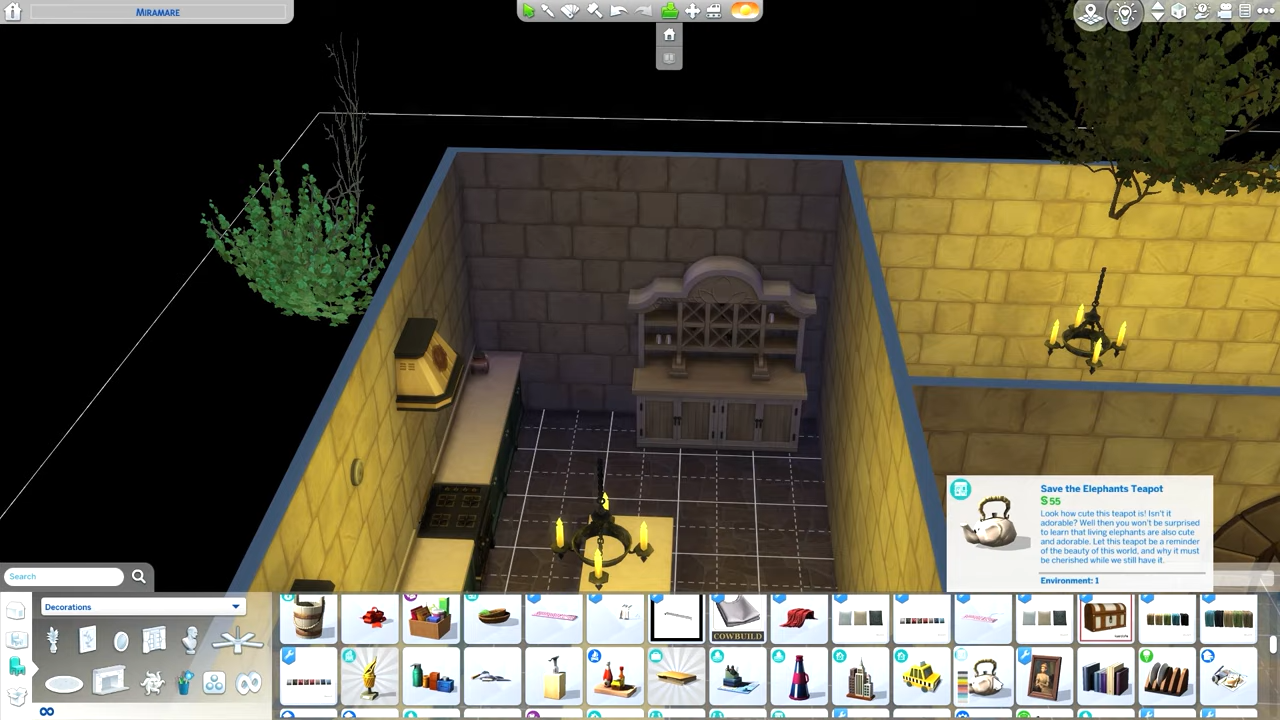 Miramare
Save the Elephants Teapot
$55
Look how cute this teapot is! Isn't it
adorable? Well then you won't be surprised
to learn that living elephants are also cute
and adorable. Let this teapot be a reminder
of the beauty of this world, and why it must
be cherished while we still have it.
Environment: 1
Search
Decorations
COWBUILD